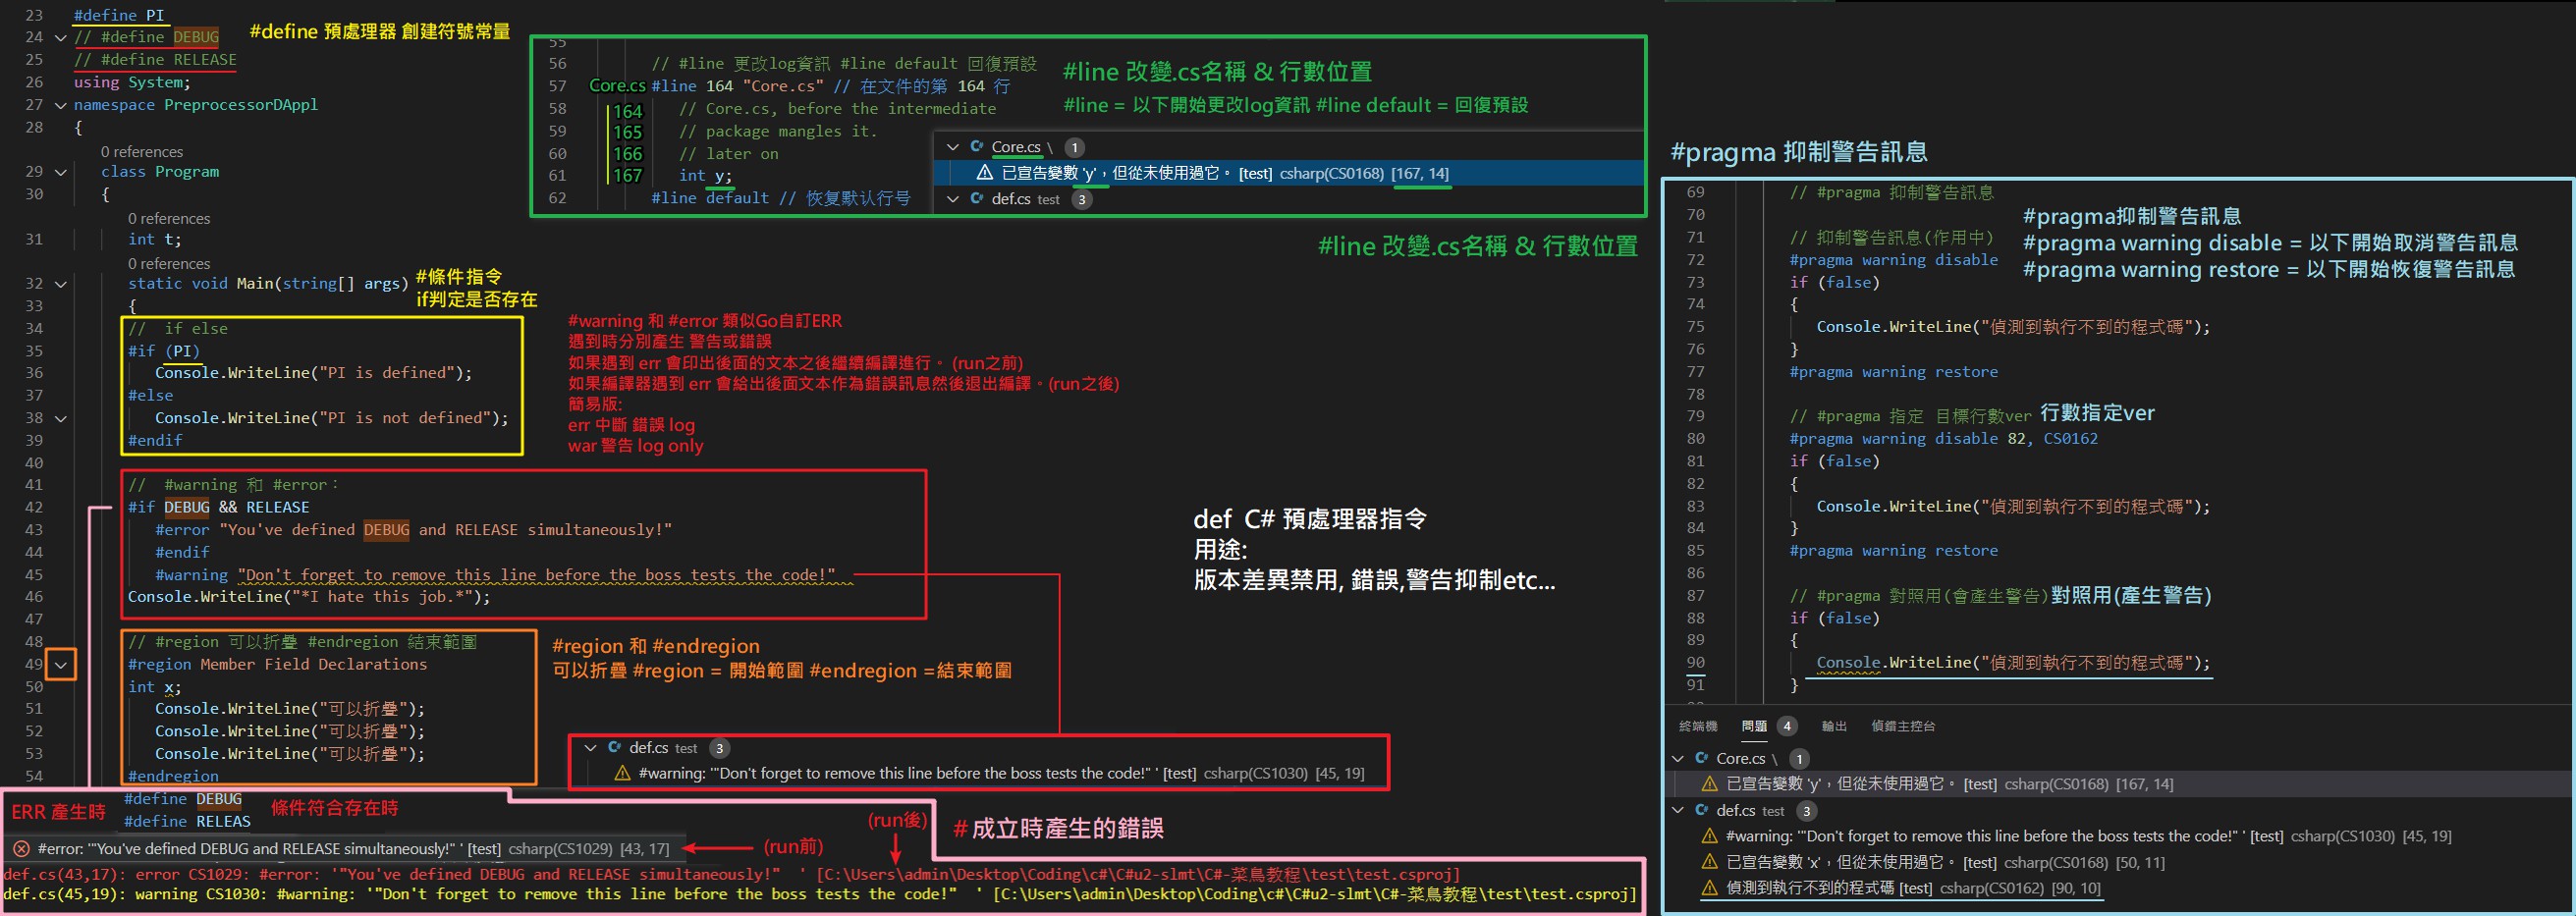 23 #define PI
24 // #define DEBUG
#define 預處理器 創建符號常量
25 // #define RELEASE
26 using System;
27 namespace PreprocessorDAppl
28 {
0 references
29 class Program
30 {
0 references
31 int t;
0 references
32 static void Main(string[] args)
#條件指令
if判定是否存在
33 {
34 // if else
35 #if (PI)
36 Console.WriteLine("PI is defined");
37 #else
38 Console.WriteLine("PI is not defined");
39 #endif
40
41 // #warning 和 #error：
42 #if DEBUG && RELEASE
43 #error "You've defined DEBUG and RELEASE simultaneously!"
44 #endif
45 #warning "Don't forget to remove this line before the boss tests the code!"
46 Console.WriteLine("*I hate this job.*");
47
48 // #region 可以折疊 #endregion 結束範圍
49 #region Member Field Declarations
50 int x;
51 Console.WriteLine("可以折疊");
52 Console.WriteLine("可以折疊");
53 Console.WriteLine("可以折疊");
54 #endregion
55
56 // #line 更改log資訊 #line default 回復預設
57 Core.cs #line 164 "Core.cs" // 在文件的第 164 行
58 164 // Core.cs, before the intermediate
59 165 // package mangles it.
60 166 // later on
61 167 int y;
62 #line default // 恢复默认行号
#line 改變.cs名稱 & 行數位置
#line = 以下開始更改log資訊 #line default = 回復預設
Core.cs \ 1
已宣告變數 'y'，但從未使用過它。 [test] csharp(CS0168) [167, 14]
def.cs test 3
#line 改變.cs名稱 & 行數位置
#warning 和 #error 類似Go自訂ERR
遇到時分別產生 警告或錯誤
如果遇到 err 會印出後面的文本之後繼續編譯進行。 (run之前)
如果編譯器遇到 err 會給出後面文本作為錯誤訊息然後退出編譯。(run之後)
簡易版:
err 中斷 錯誤 log
war 警告 log only
def C# 預處理器指令
用途:
版本差異禁用, 錯誤,警告抑制etc...
#region 和 #endregion
可以折疊 #region = 開始範圍 #endregion =結束範圍
def.cs test 3
#warning: '"Don't forget to remove this line before the boss tests the code!" ' [test] csharp(CS1030) [45, 19]
ERR 產生時
#define DEBUG
#define RELEAS
條件符合存在時
#error: '"You've defined DEBUG and RELEASE simultaneously!" ' [test] csharp(CS1029) [43, 17]
(run前)
(run後)
# 成立時產生的錯誤
def.cs(43,17): error CS1029: #error: '"You've defined DEBUG and RELEASE simultaneously!" ' [C:\Users\admin\Desktop\Coding\c#\C#u2-slmt\C#-菜鳥教程\test\test.csproj]
def.cs(45,19): warning CS1030: #warning: '"Don't forget to remove this line before the boss tests the code!" ' [C:\Users\admin\Desktop\Coding\c#\C#u2-slmt\C#-菜鳥教程\test\test.csproj]
#pragma 抑制警告訊息
69 // #pragma 抑制警告訊息
70
71 // 抑制警告訊息(作用中)
72 #pragma warning disable
#pragma抑制警告訊息
#pragma warning disable = 以下開始取消警告訊息
#pragma warning restore = 以下開始恢復警告訊息
73 if (false)
74 {
75 Console.WriteLine("偵測到執行不到的程式碼");
76 }
77 #pragma warning restore
78
79 // #pragma 指定 目標行數ver 行數指定ver
80 #pragma warning disable 82, CS0162
81 if (false)
82 {
83 Console.WriteLine("偵測到執行不到的程式碼");
84 }
85 #pragma warning restore
86
87 // #pragma 對照用(會產生警告) 對照用(產生警告)
88 if (false)
89 {
90 Console.WriteLine("偵測到執行不到的程式碼");
91 }
終端機 問題 4 輸出 偵錯主控台
Core.cs \ 1
已宣告變數 'y'，但從未使用過它。 [test] csharp(CS0168) [167, 14]
def.cs test 3
#warning: '"Don't forget to remove this line before the boss tests the code!" ' [test] csharp(CS1030) [45, 19]
已宣告變數 'x'，但從未使用過它。 [test] csharp(CS0168) [50, 11]
偵測到執行不到的程式碼 [test] csharp(CS0162) [90, 10]